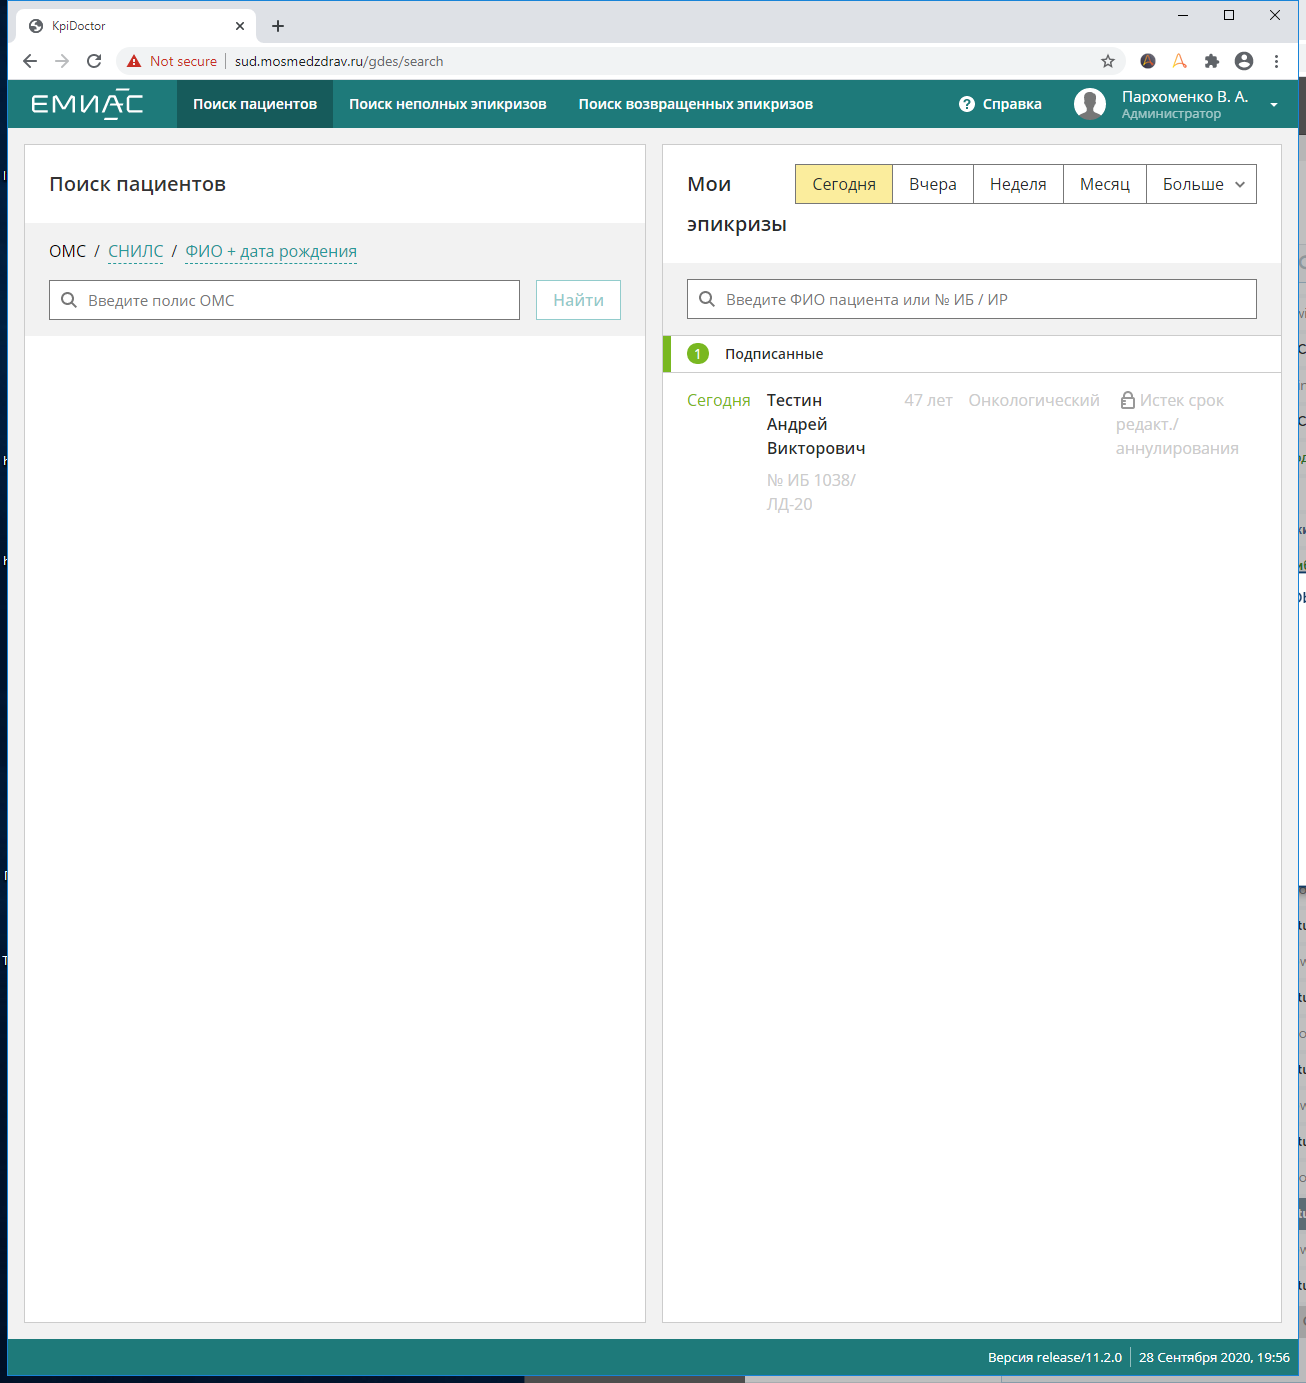 KpiDoctor
Not secure
sud.mosmedzdrav.ru/gdes/search
ЕМИАС
Поиск пациентов
Поиск неполных эпикризов
Поиск возвращенных эпикризов
? Справка
Пархоменко В. А.
Администратор
Поиск пациентов
ОМС / СНИЛС / ФИО + дата рождения
Введите полис ОМС
Найти
Мои
эпикризы
Сегодня
Вчера
Неделя
Месяц
Больше
Введите ФИО пациента или № ИБ / ИР
1 Подписанные
Сегодня
Тестин
Андрей
Викторович
№ ИБ 1038/
ЛД-20
47 лет
Онкологический
Истек срок
редакт./
аннулирования
Версия release/11.2.0
28 Сентября 2020, 19:56